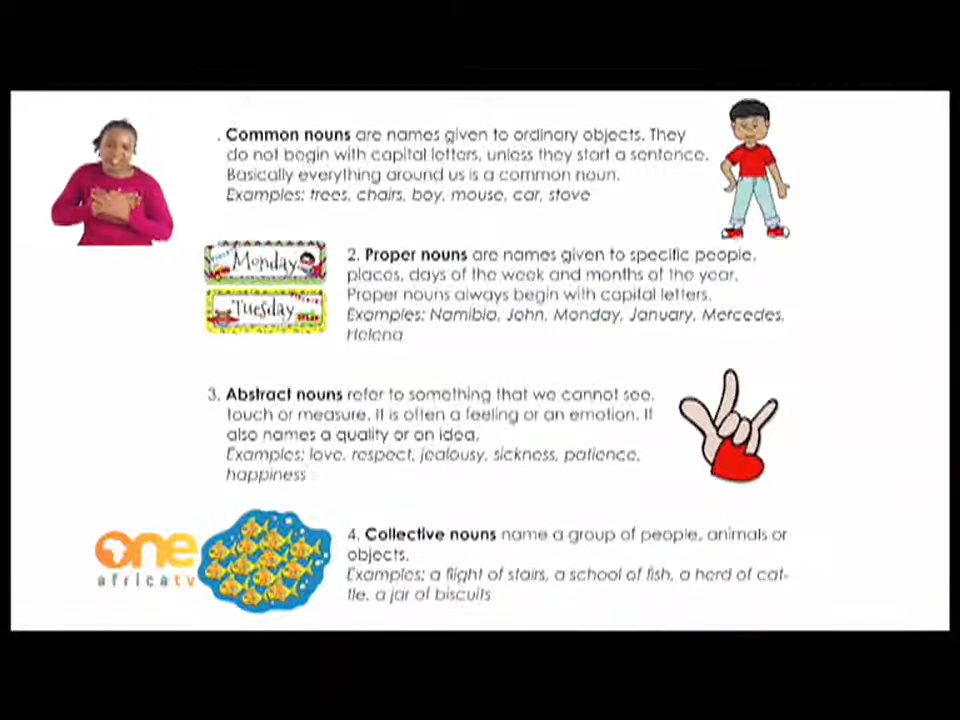 . Common nouns are names given to ordinary objects. They
do not begin with capital letters, unless they start a sentence.
Basically everything around us is a common noun.
Examples: trees, chairs, boy, mouse, car, stove
Monday
Tuesday
2. Proper nouns are names given to specific people,
places, days of the week and months of the year.
Proper nouns always begin with capital letters.
Examples: Namibia, John, Monday, January, Mercedes,
Helena
3. Abstract nouns refer to something that we cannot see,
touch or measure. It is often a feeling or an emotion. It
also names a quality or an idea.
Examples: love, respect, jealousy, sickness, patience,
happiness
one
africa tv
4. Collective nouns name a group of people, animals or
objects.
Examples: a flight of stairs, a school of fish, a herd of cat-
tle, a jar of biscuits